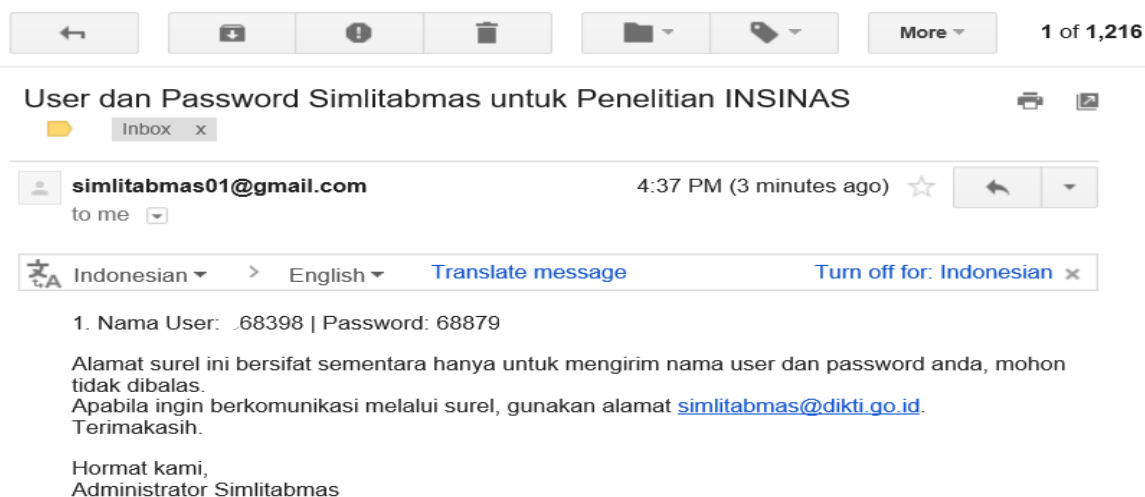 More
1 of 1,216
User dan Password Simlitabmas untuk Penelitian INSINAS
Inbox x
simlitabmas01@gmail.com 4:37 PM (3 minutes ago)
to me
Indonesian > English Translate message Turn off for: Indonesian x
1. Nama User: .68398 | Password: 68879
Alamat surel ini bersifat sementara hanya untuk mengirim nama user dan password anda, mohon
tidak dibalas.
Apabila ingin berkomunikasi melalui surel, gunakan alamat simlitabmas@dikti.go.id.
Terimakasih.
Hormat kami,
Administrator Simlitabmas